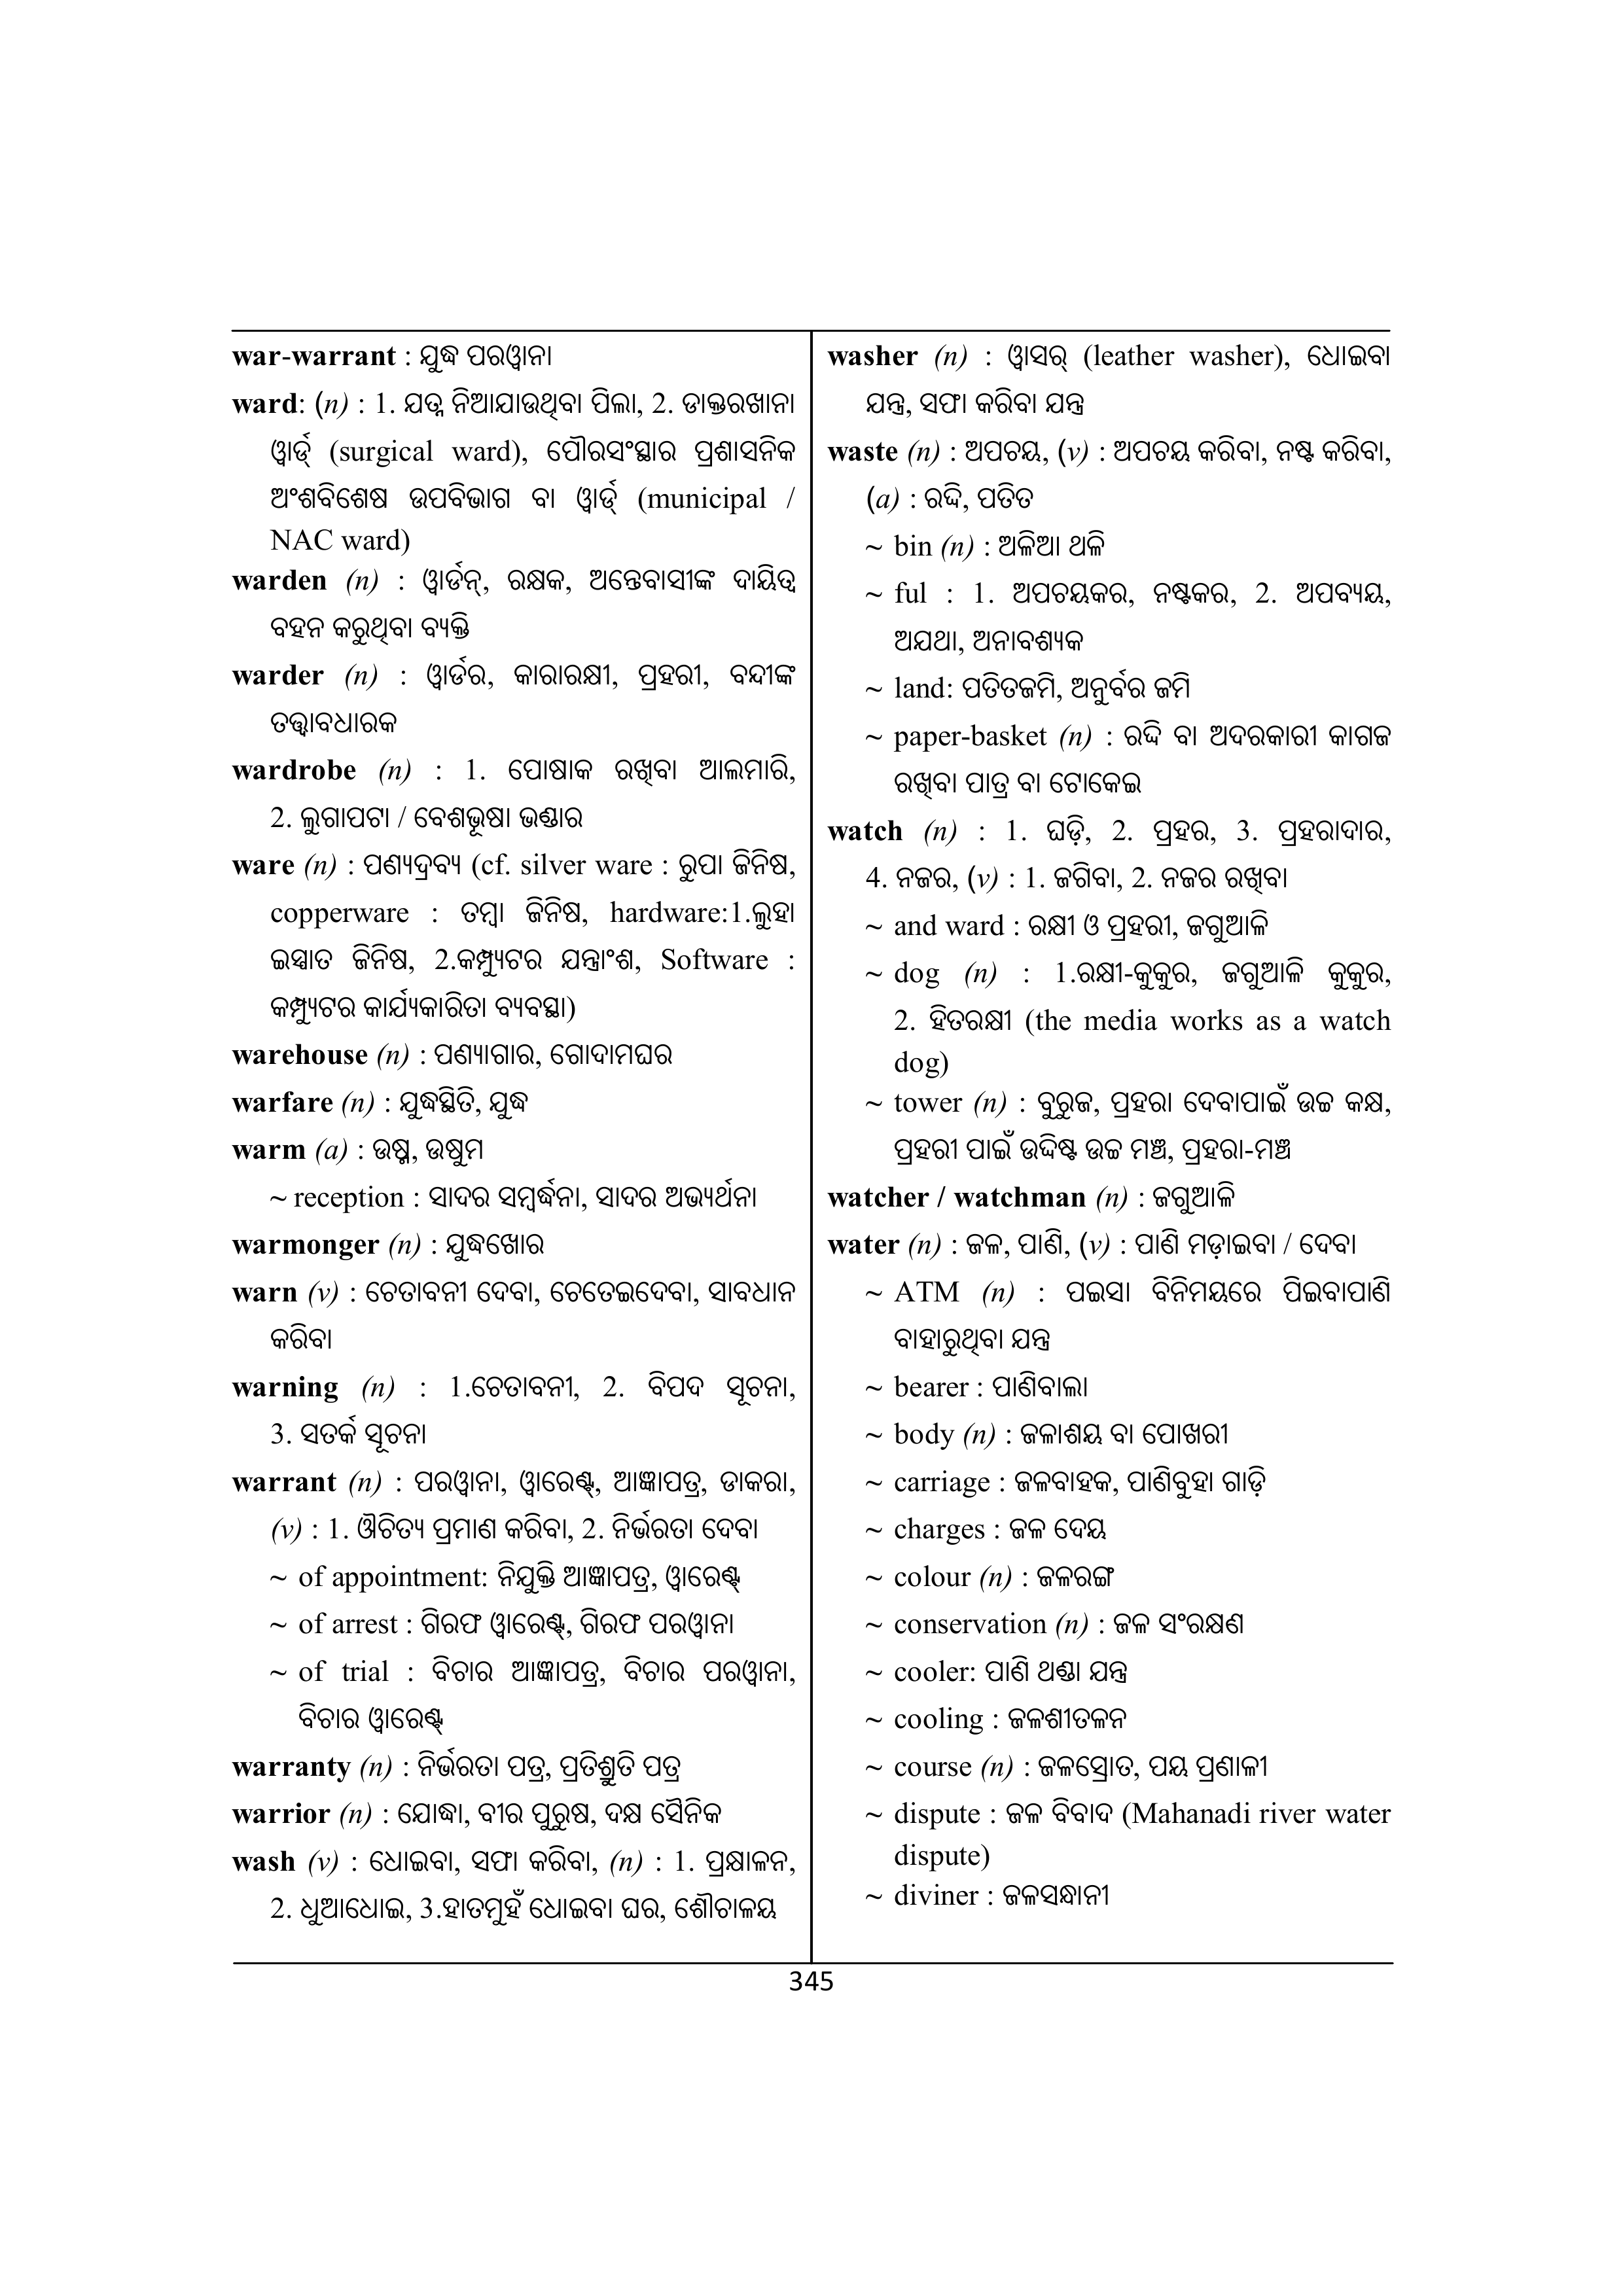 war-warrant : ଯୁଦ୍ଧ ପରୱାନା
ward: (n) : 1. ଯତ୍ନ ନିଆଯାଉଥିବା ପିଲା, 2. ଡାକ୍ତରଖାନା
ୱାର୍ଡ୍ (surgical ward), ପୌରସଂସ୍ଥାର ପ୍ରଶାସନିକ
ଅଂଶବିଶେଷ ଉପବିଭାଗ ବା ୱାର୍ଡ୍ (municipal /
NAC ward)
warden (n) : ୱାର୍ଡନ୍, ରକ୍ଷକ, ଅନ୍ତେବାସୀଙ୍କ ଦାୟିତ୍ୱ
ବହନ କରୁଥିବା ବ୍ୟକ୍ତି
warder (n) : ୱାର୍ଡର, କାରାରକ୍ଷୀ, ପ୍ରହରୀ, ବନ୍ଦୀଙ୍କ
ତତ୍ତ୍ୱାବଧାରକ
wardrobe (n) : 1. ପୋଷାକ ରଖିବା ଆଲମାରି,
2. ଲୁଗାପଟା / ବେଶଭୂଷା ଭଣ୍ଡାର
ware (n) : ପଣ୍ୟଦ୍ରବ୍ୟ (cf. silver ware : ରୁପା ଜିନିଷ,
copperware : ତମ୍ବା ଜିନିଷ, hardware:1.ଲୁହା
ଇସ୍ପାତ ଜିନିଷ, 2.କମ୍ପ୍ୟୁଟର ଯନ୍ତ୍ରାଂଶ, Software :
କମ୍ପ୍ୟୁଟର କାର୍ଯ୍ୟକାରିତା ବ୍ୟବସ୍ଥା)
warehouse (n) : ପଣ୍ୟାଗାର, ଗୋଦାମଘର
warfare (n) : ଯୁଦ୍ଧସ୍ଥିତି, ଯୁଦ୍ଧ
warm (a) : ଉଷ୍ମ, ଉଷୁମ
~ reception : ସାଦର ସମ୍ବର୍ଦ୍ଧନା, ସାଦର ଅଭ୍ୟର୍ଥନା
warmonger (n) : ଯୁଦ୍ଧଖୋର
warn (v) : ଚେତାବନୀ ଦେବା, ଚେତେଇଦେବା, ସାବଧାନ
କରିବା
warning (n) : 1.ଚେତାବନୀ, 2. ବିପଦ ସୂଚନା,
3. ସତର୍କ ସୂଚନା
warrant (n) : ପରୱାନା, ୱାରେଣ୍ଟ୍, ଆଜ୍ଞାପତ୍ର, ଡାକରା,
(v) : 1. ଔଚିତ୍ୟ ପ୍ରମାଣ କରିବା, 2. ନିର୍ଭରତା ଦେବା
~ of appointment: ନିଯୁକ୍ତି ଆଜ୍ଞାପତ୍ର, ୱାରେଣ୍ଟ୍
~ of arrest : ଗିରଫ ୱାରେଣ୍ଟ୍, ଗିରଫ ପରୱାନା
~ of trial : ବିଚାର ଆଜ୍ଞାପତ୍ର, ବିଚାର ପରୱାନା,
ବିଚାର ୱାରେଣ୍ଟ୍
warranty (n) : ନିର୍ଭରତା ପତ୍ର, ପ୍ରତିଶ୍ରୁତି ପତ୍ର
warrior (n) : ଯୋଦ୍ଧା, ବୀର ପୁରୁଷ, ଦକ୍ଷ ସୈନିକ
wash (v) : ଧୋଇବା, ସଫା କରିବା, (n) : 1. ପ୍ରକ୍ଷାଳନ,
2. ଧୁଆଧୋଇ, 3.ହାତମୁହଁ ଧୋଇବା ଘର, ଶୌଚାଳୟ
washer (n) : ୱାସର୍ (leather washer), ଧୋଇବା
ଯନ୍ତ୍ର, ସଫା କରିବା ଯନ୍ତ୍ର
waste (n) : ଅପଚୟ, (v) : ଅପଚୟ କରିବା, ନଷ୍ଟ କରିବା,
(a) : ରଦ୍ଦି, ପତିତ
~ bin (n) : ଅଳିଆ ଥଳି
~ ful : 1. ଅପଚୟକର, ନଷ୍ଟକର, 2. ଅପବ୍ୟୟ,
ଅଯଥା, ଅନାବଶ୍ୟକ
~ land: ପତିତଜମି, ଅନୁର୍ବର ଜମି
~ paper-basket (n) : ରଦ୍ଦି ବା ଅଦରକାରୀ କାଗଜ
ରଖିବା ପାତ୍ର ବା ଟୋକେଇ
watch (n) : 1. ଘଡ଼ି, 2. ପ୍ରହର, 3. ପ୍ରହରାଦାର,
4. ନଜର, (v) : 1. ଜଗିବା, 2. ନଜର ରଖିବା
~ and ward : ରକ୍ଷୀ ଓ ପ୍ରହରୀ, ଜଗୁଆଳି
~ dog (n) : 1.ରକ୍ଷୀ-କୁକୁର, ଜଗୁଆଳି କୁକୁର,
2. ହିତରକ୍ଷୀ (the media works as a watch
dog)
~ tower (n) : ବୁରୁଜ, ପ୍ରହରା ଦେବାପାଇଁ ଉଚ୍ଚ କକ୍ଷ,
ପ୍ରହରୀ ପାଇଁ ଉଦ୍ଦିଷ୍ଟ ଉଚ୍ଚ ମଞ୍ଚ, ପ୍ରହରା-ମଞ୍ଚ
watcher / watchman (n) : ଜଗୁଆଳି
water (n) : ଜଳ, ପାଣି, (v) : ପାଣି ମଡ଼ାଇବା / ଦେବା
~ ATM (n) : ପଇସା ବିନିମୟରେ ପିଇବାପାଣି
ବାହାରୁଥିବା ଯନ୍ତ୍ର
~ bearer : ପାଣିବାଲା
~ body (n) : ଜଳାଶୟ ବା ପୋଖରୀ
~ carriage : ଜଳବାହକ, ପାଣିବୁହା ଗାଡ଼ି
~ charges : ଜଳ ଦେୟ
~ colour (n) : ଜଳରଙ୍ଗ
~ conservation (n) : ଜଳ ସଂରକ୍ଷଣ
~ cooler: ପାଣି ଥଣ୍ଡା ଯନ୍ତ୍ର
~ cooling : ଜଳଶୀତଳନ
~ course (n) : ଜଳସ୍ରୋତ, ପୟ ପ୍ରଣାଳୀ
~ dispute : ଜଳ ବିବାଦ (Mahanadi river water
dispute)
~ diviner : ଜଳସନ୍ଧାନୀ
345